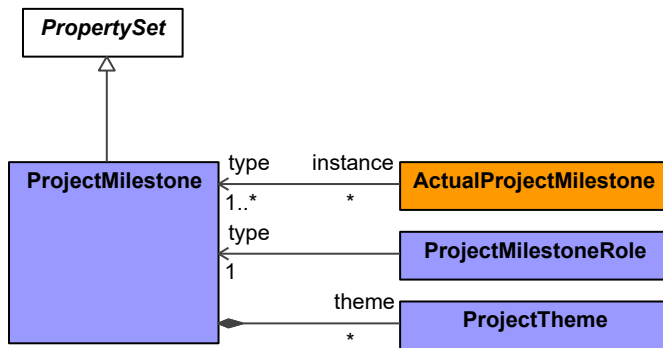 PropertySet
type instance
ProjectMilestone ActualProjectMilestone
1..* *
type
ProjectMilestoneRole
1
theme
ProjectTheme
*